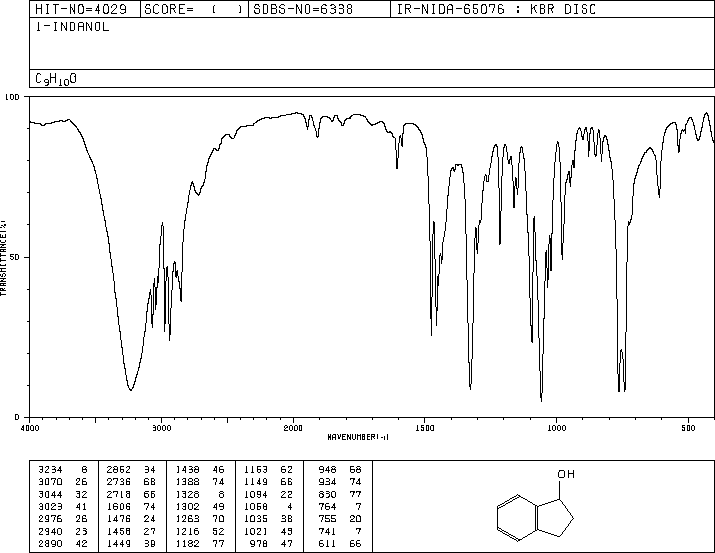 HIT-NO=4029 SCORE= ( ) SDBS-NO=6338 IR-NIDA-65076 : KBR DISC
1-INDANOL
C9H10O
100
TRANSMITTANCE(%)
50
0
4000 3000 2000 1500 1000 500
WAVENUMBER(-1)
OH
3234 8 2852 34 1438 46 1163 62 948 68
3070 26 2736 68 1388 74 1149 66 934 74
3044 32 2718 66 1328 8 1094 22 830 77
3023 41 1606 74 1302 49 1058 4 764 7
2976 26 1476 24 1263 70 1035 38 755 20
2940 23 1458 27 1216 52 1021 49 741 7
2890 42 1449 39 1182 77 978 47 611 66